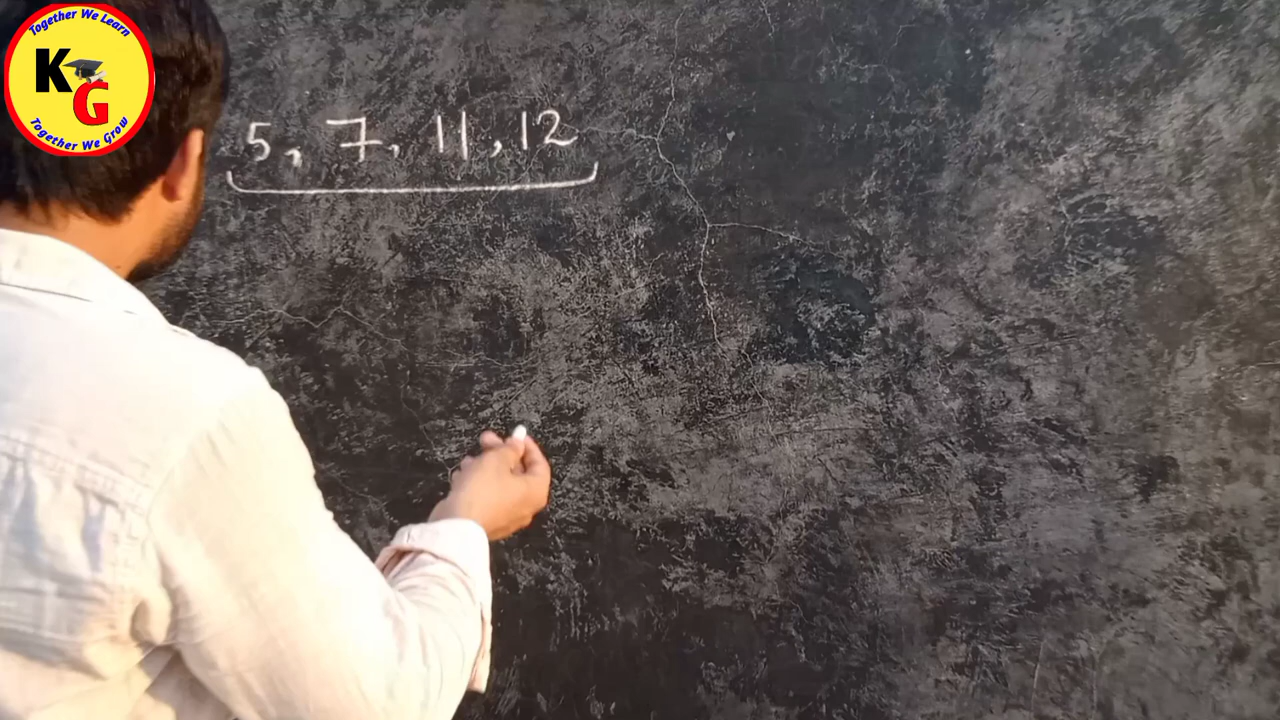 Together We Learn
KG
Together We Grow
5, 7, 11, 12